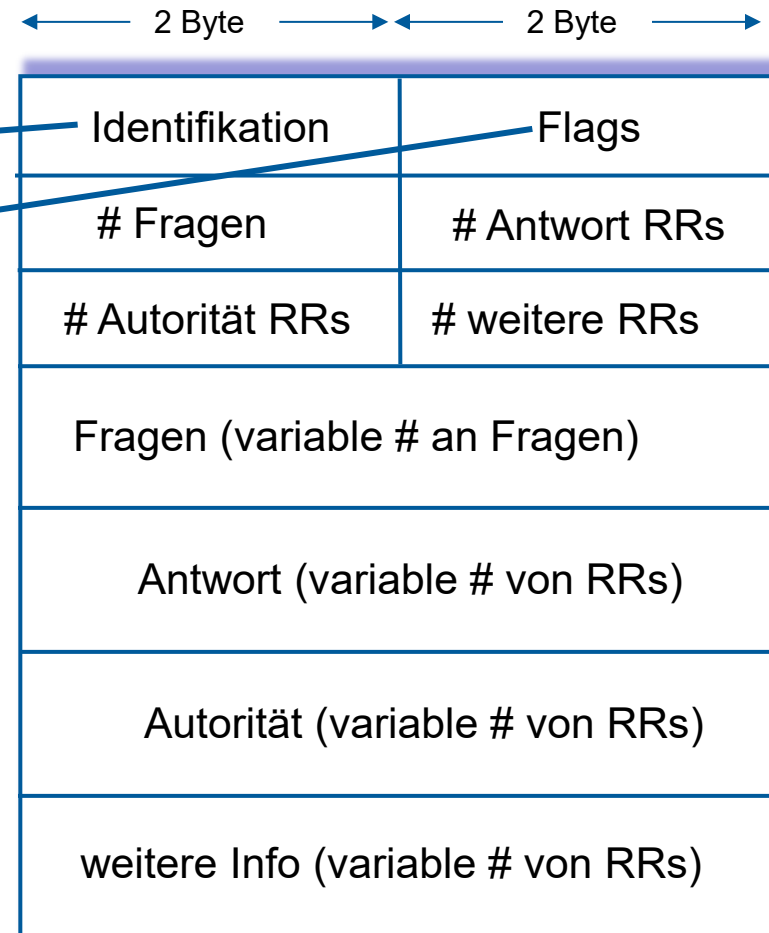 2 Byte 2 Byte
Identifikation Flags
# Fragen # Antwort RRs
# Autorität RRs # weitere RRs
Fragen (variable # an Fragen)
Antwort (variable # von RRs)
Autorität (variable # von RRs)
weitere Info (variable # von RRs)